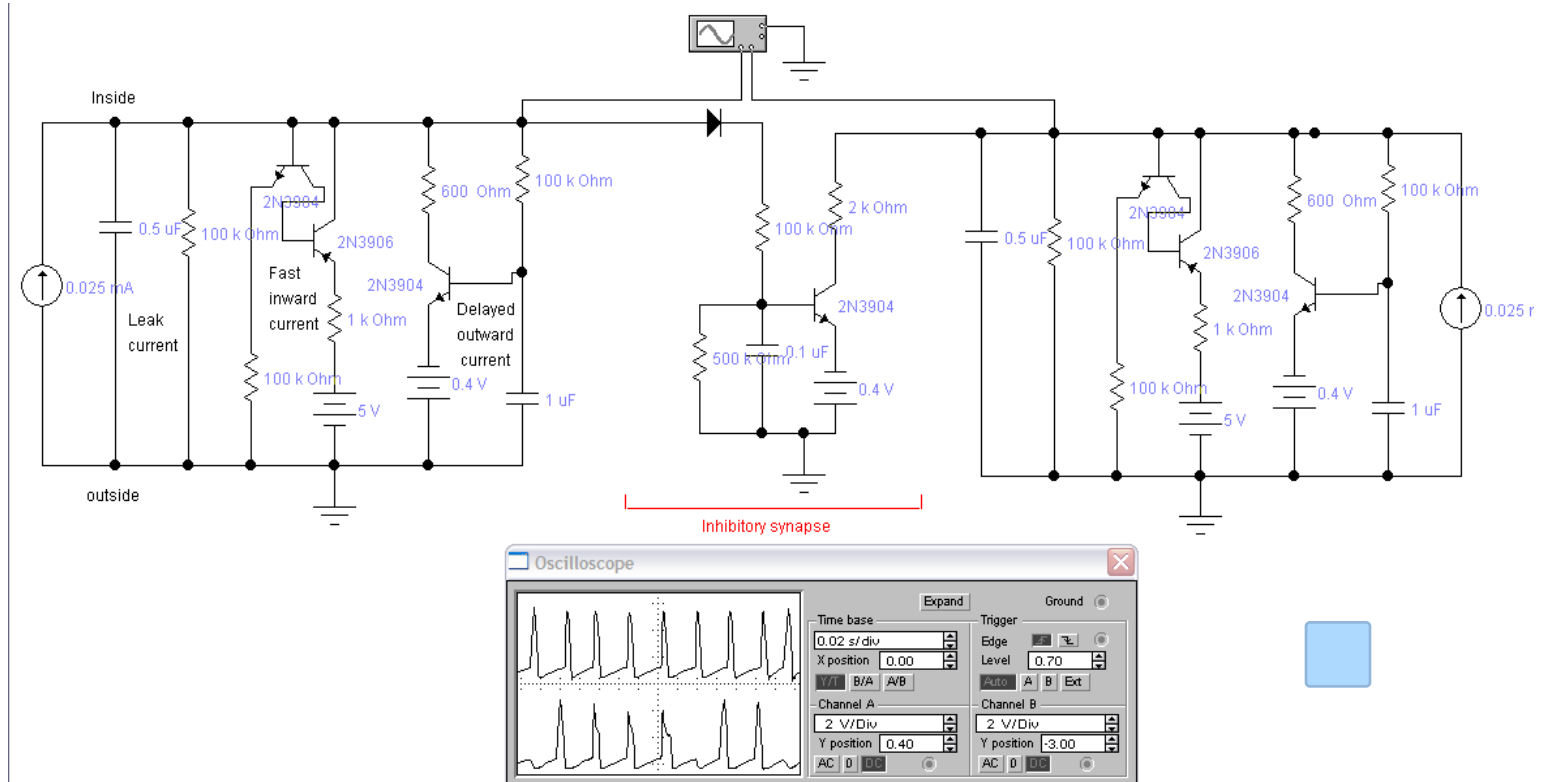 Inside
0.025 mA
0.5 uF
Leak
current
100 k Ohm
2N3904
2N3906
Fast
inward
current
1 k Ohm
100 k Ohm
5 V
600 Ohm
2N3904
Delayed
outward
current
0.4 V
100 k Ohm
1 uF
outside
100 k Ohm
2 k Ohm
2N3904
500 k Ohm
0.1 uF
0.4 V
Inhibitory synapse
0.5 uF
100 k Ohm
2N3904
2N3906
1 k Ohm
100 k Ohm
5 V
600 Ohm
2N3904
0.4 V
100 k Ohm
1 uF
0.025 r
Oscilloscope
Expand
Ground
Time base
0.02 s/div
X position 0.00
Y/T B/A A/B
Trigger
Edge
Level 0.70
Auto A B Ext
Channel A
2 V/Div
Y position 0.40
AC 0 DC
Channel B
2 V/Div
Y position -3.00
AC 0 DC